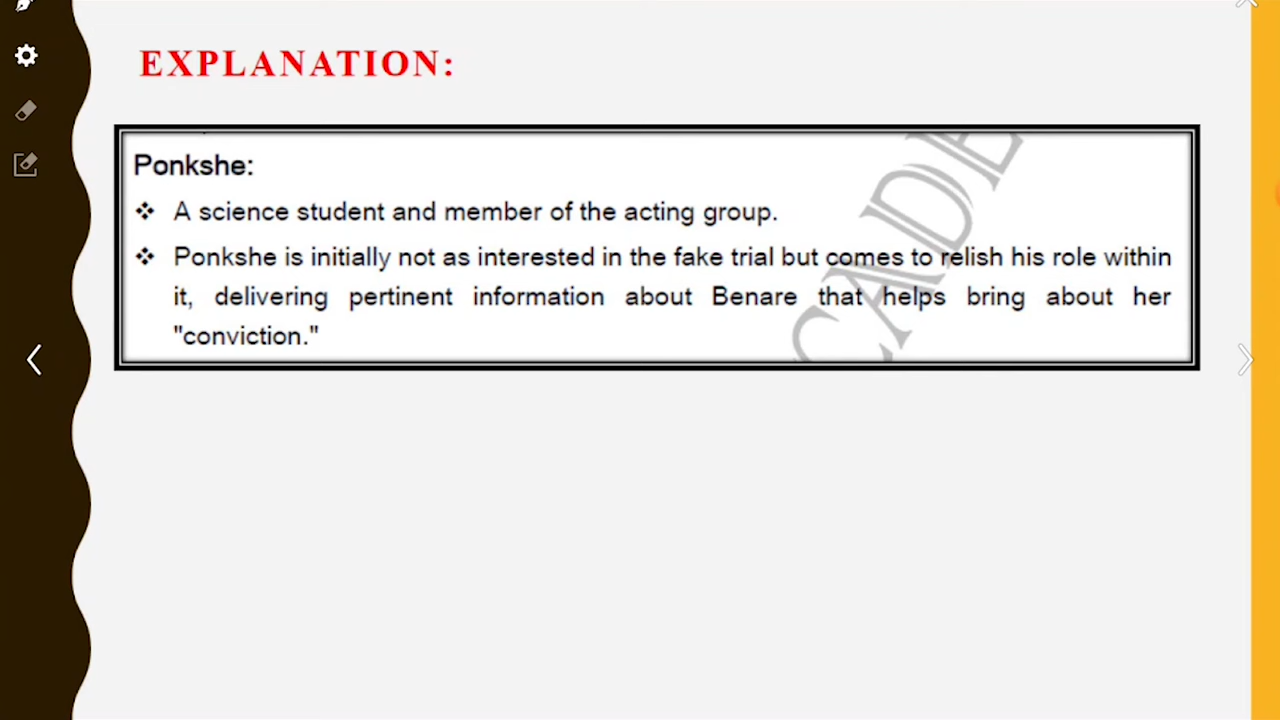 EXPLANATION:
Ponkshe:
❖ A science student and member of the acting group.
❖ Ponkshe is initially not as interested in the fake trial but comes to relish his role within
it, delivering pertinent information about Benare that helps bring about her
"conviction."
CADE